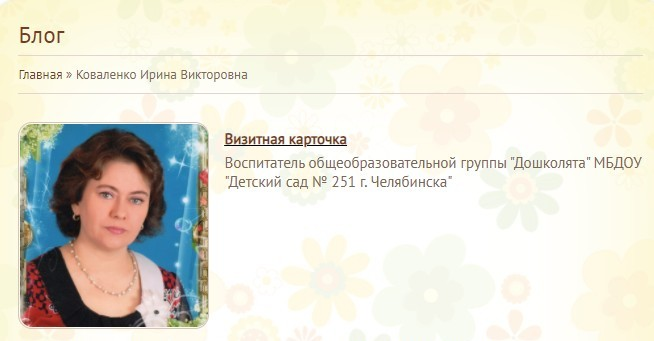 Блог
Главная » Коваленко Ирина Викторовна
Визитная карточка
Воспитатель общеобразовательной группы "Дошколята" МБДОУ
"Детский сад № 251 г. Челябинска"